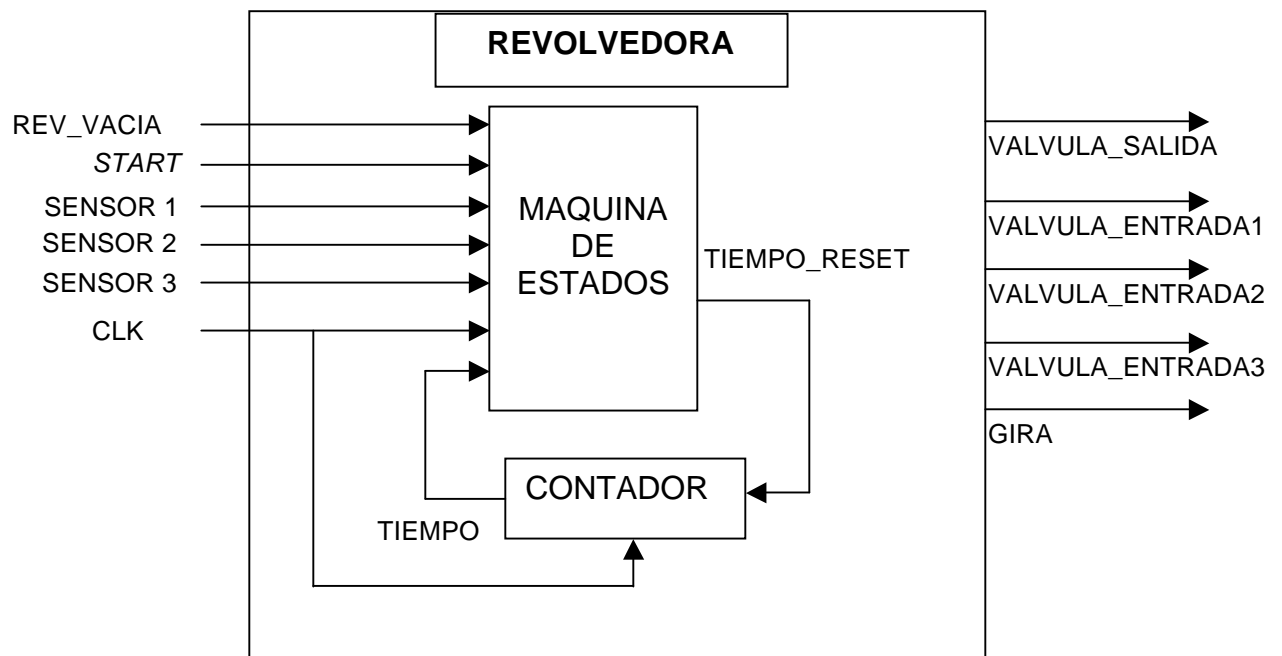 REVOLVEDORA
REV_VACIA
START
SENSOR 1
SENSOR 2
SENSOR 3
CLK
MAQUINA
DE
ESTADOS
TIEMPO_RESET
CONTADOR
TIEMPO
VALVULA_SALIDA
VALVULA_ENTRADA1
VALVULA_ENTRADA2
VALVULA_ENTRADA3
GIRA